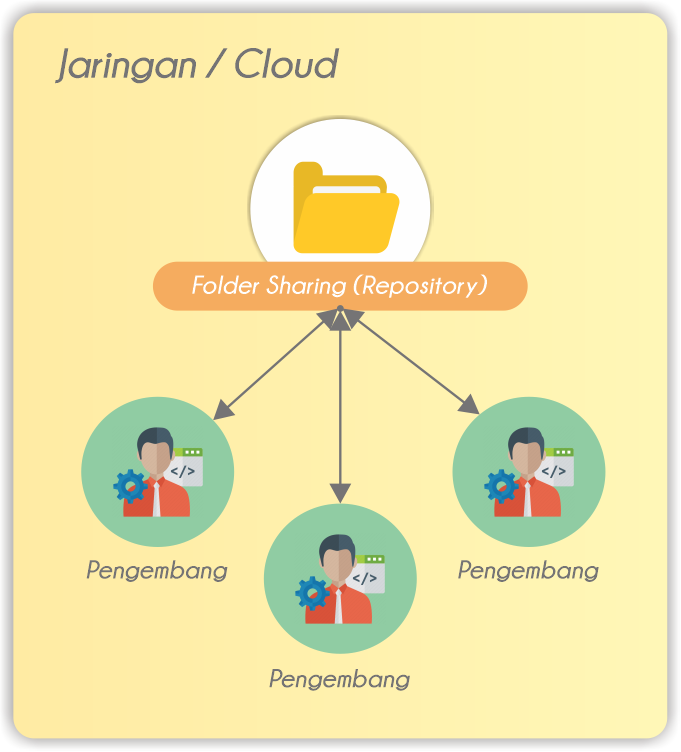 Jaringan / Cloud
Folder Sharing (Repository)
</>
</>
Pengembang
Pengembang
</>
Pengembang